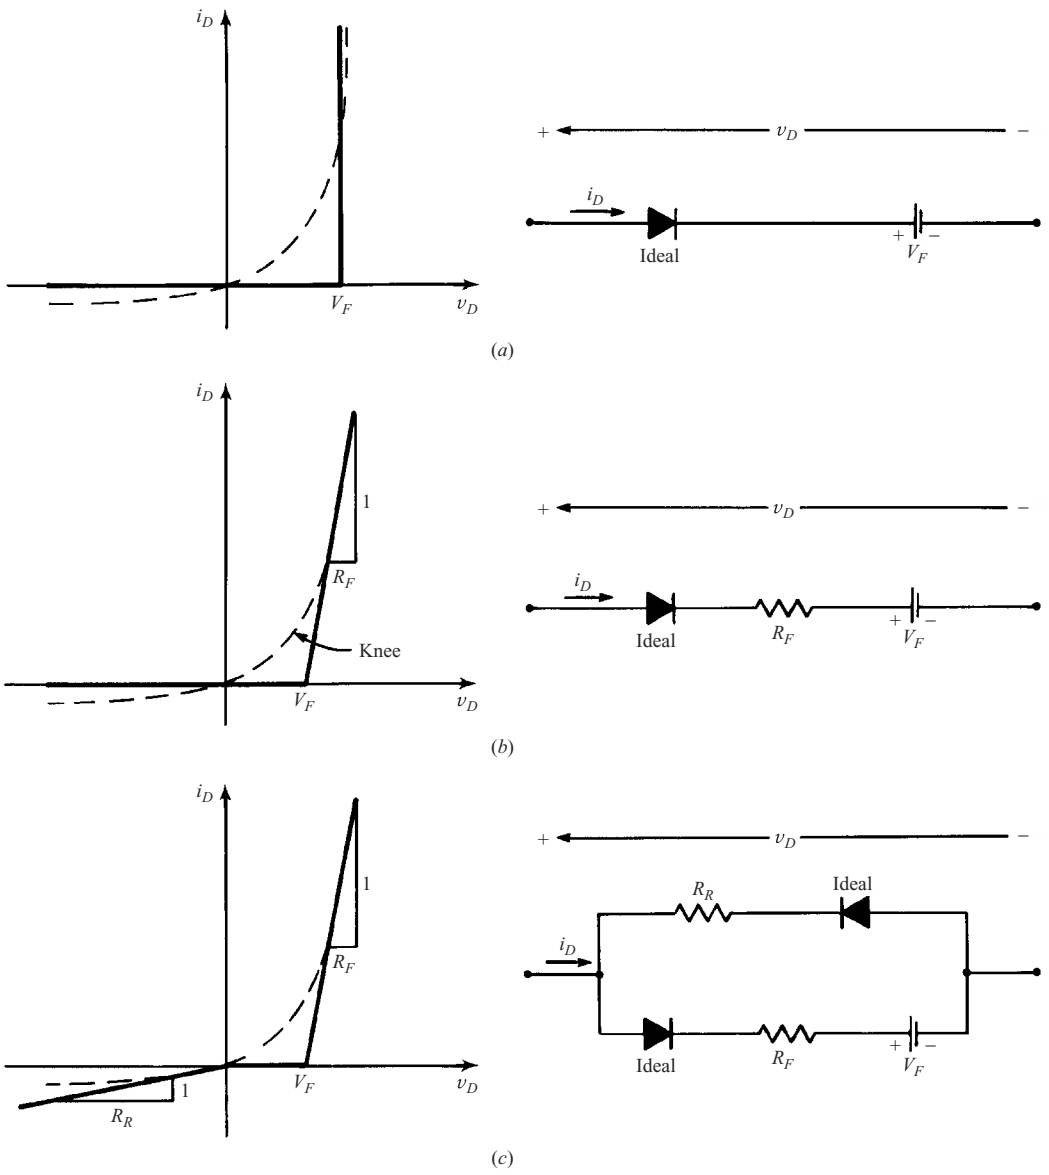 i_D
+ v_D −
i_D
Ideal
+ −
V_F
V_F
v_D
(a)
i_D
1
+ v_D −
R_F
i_D
Ideal
R_F
+ −
V_F
Knee
V_F
v_D
(b)
i_D
+ v_D −
1
R_F
R_R
Ideal
i_D
Ideal
R_F
+ −
V_F
V_F
v_D
1
R_R
(c)